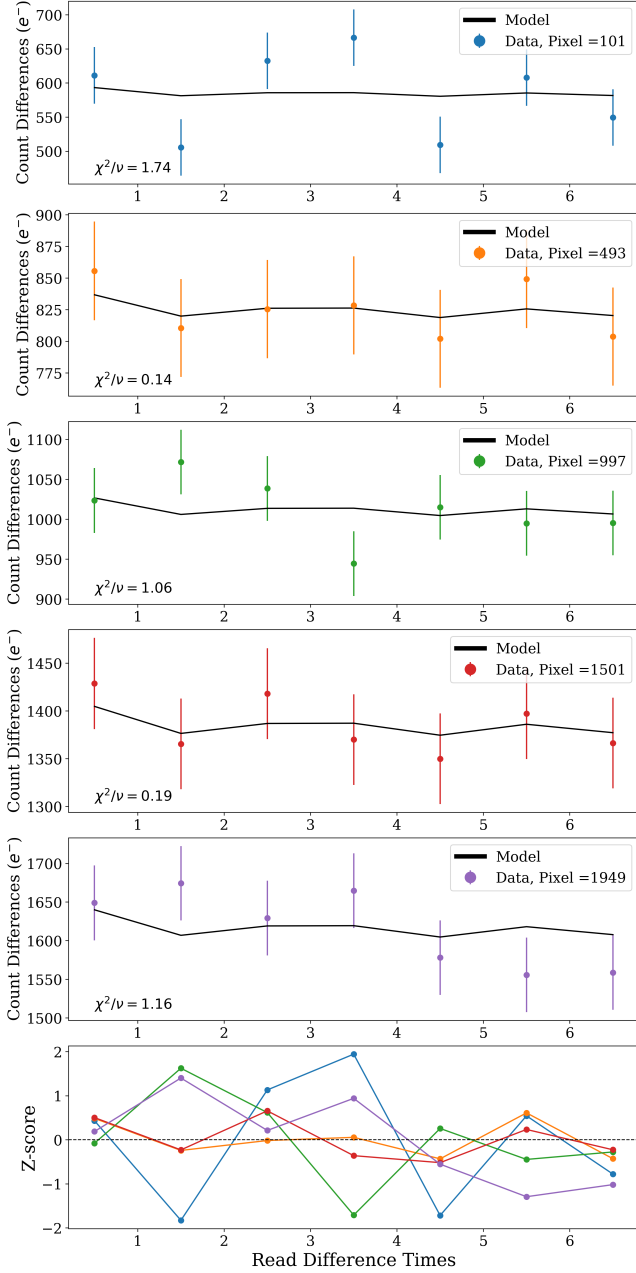 Count Differences (e⁻)
700
650
600
550
500
Model
Data, Pixel =101
χ²/ν = 1.74
1 2 3 4 5 6
Count Differences (e⁻)
900
875
850
825
800
775
Model
Data, Pixel =493
χ²/ν = 0.14
1 2 3 4 5 6
Count Differences (e⁻)
1100
1050
1000
950
900
Model
Data, Pixel =997
χ²/ν = 1.06
1 2 3 4 5 6
Count Differences (e⁻)
1450
1400
1350
1300
Model
Data, Pixel =1501
χ²/ν = 0.19
1 2 3 4 5 6
Count Differences (e⁻)
1700
1650
1600
1550
1500
Model
Data, Pixel =1949
χ²/ν = 1.16
1 2 3 4 5 6
Z-score
2
1
0
−1
−2
1 2 3 4 5 6
Read Difference Times